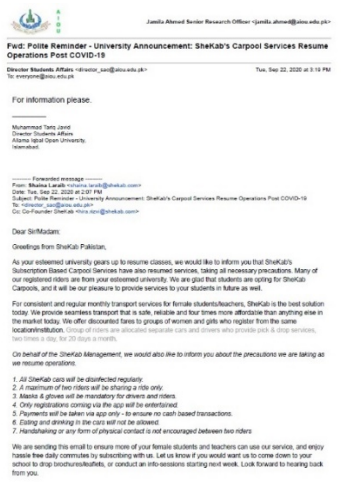 A
I
O
U
Jamila Ahmed Senior Research Officer <jamila.ahmed@aiou.edu.pk>
Fwd: Polite Reminder - University Announcement: SheKab's Carpool Services Resume
Operations Post COVID-19
Director Students Affairs <director_sac@aiou.edu.pk> Tue, Sep 22, 2020 at 3:19 PM
To: everyone@aiou.edu.pk
For information please.
Muhammad Tariq Javid
Director Students Affairs
Allama Iqbal Open University,
Islamabad.
---------- Forwarded message ----------
From: Shaina Laraib <shaina.laraib@shekab.com>
Date: Tue, Sep 22, 2020 at 2:07 PM
Subject: Polite Reminder - University Announcement: SheKab's Carpool Services Resume Operations Post COVID-19
To: <director_sac@aiou.edu.pk>
Cc: Co-Founder SheKab <hira.rizvi@shekab.com>
Dear Sir/Madam:
Greetings from SheKab Pakistan,
As your esteemed university gears up to resume classes, we would like to inform you that SheKab's
Subscription Based Carpool Services have also resumed services, taking all necessary precautions. Many of
our registered riders are from your esteemed university. We are glad that students are opting for SheKab
Carpools, and it will be our pleasure to provide services to your students in future as well.
For consistent and regular monthly transport services for female students/teachers, SheKab is the best solution
today. We provide seamless transport that is safe, reliable and four times more affordable than anything else in
the market today. We offer discounted fares to groups of women and girls who register from the same
location/institution. Group of riders are allocated separate cars and drivers who provide pick & drop services,
two times a day, for 20 days a month.
On behalf of the SheKab Management, we would also like to inform you about the precautions we are taking as
we resume operations.
1. All SheKab cars will be disinfected regularly.
2. A maximum of two riders will be sharing a ride only.
3. Masks & gloves will be mandatory for drivers and riders.
4. Only registrations coming via the app will be entertained.
5. Payments will be taken via app only - to ensure no cash based transactions.
6. Eating and drinking in the cars will not be allowed.
7. Handshaking or any form of physical contact is not encouraged between two riders
We are sending this email to ensure more of your female students and teachers can use our service, and enjoy
hassle free daily commutes by subscribing with us. Let us know if you would want us to come down to your
school to drop brochures/leaflets, or conduct an info-sessions starting next week. Look forward to hearing back
from you.